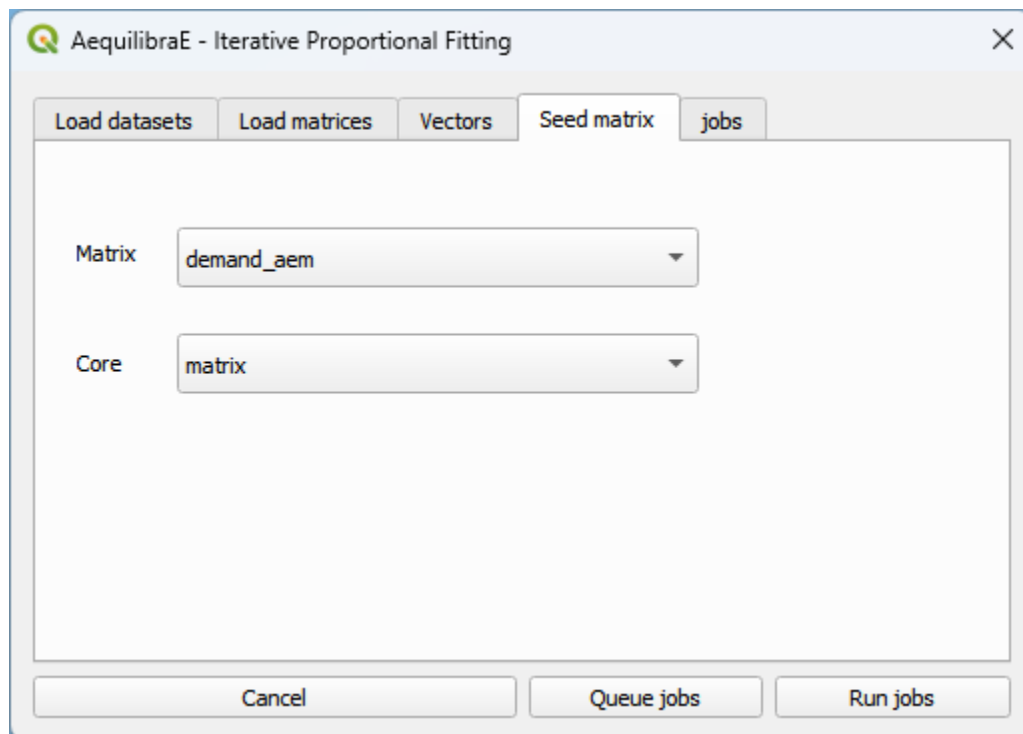 AequilibraE - Iterative Proportional Fitting
Load datasets Load matrices Vectors Seed matrix jobs
Matrix demand_aem
Core matrix
Cancel Queue jobs Run jobs